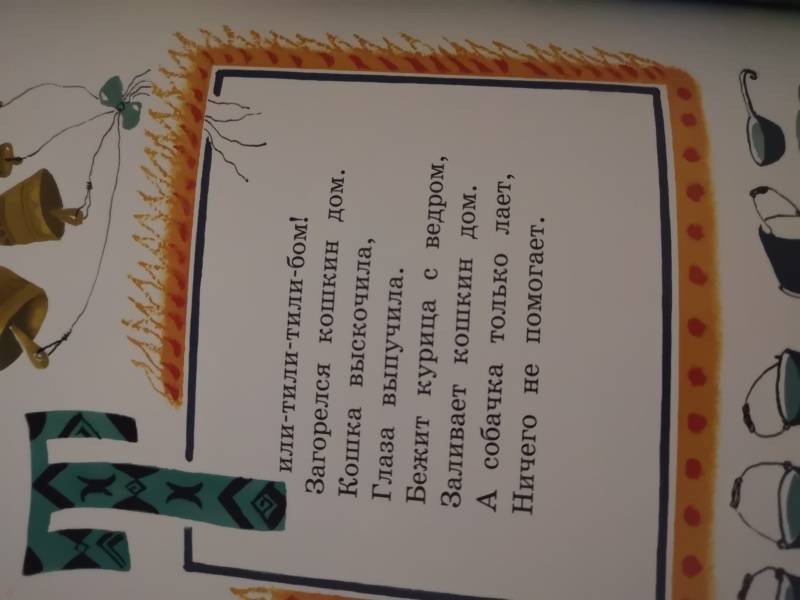 Тили-тили-тили-бом!
Загорелся кошкин дом.
Кошка выскочила,
Глаза выпучила.
Бежит курица с ведром,
Заливает кошкин дом.
А собачка только лает,
Ничего не помогает.